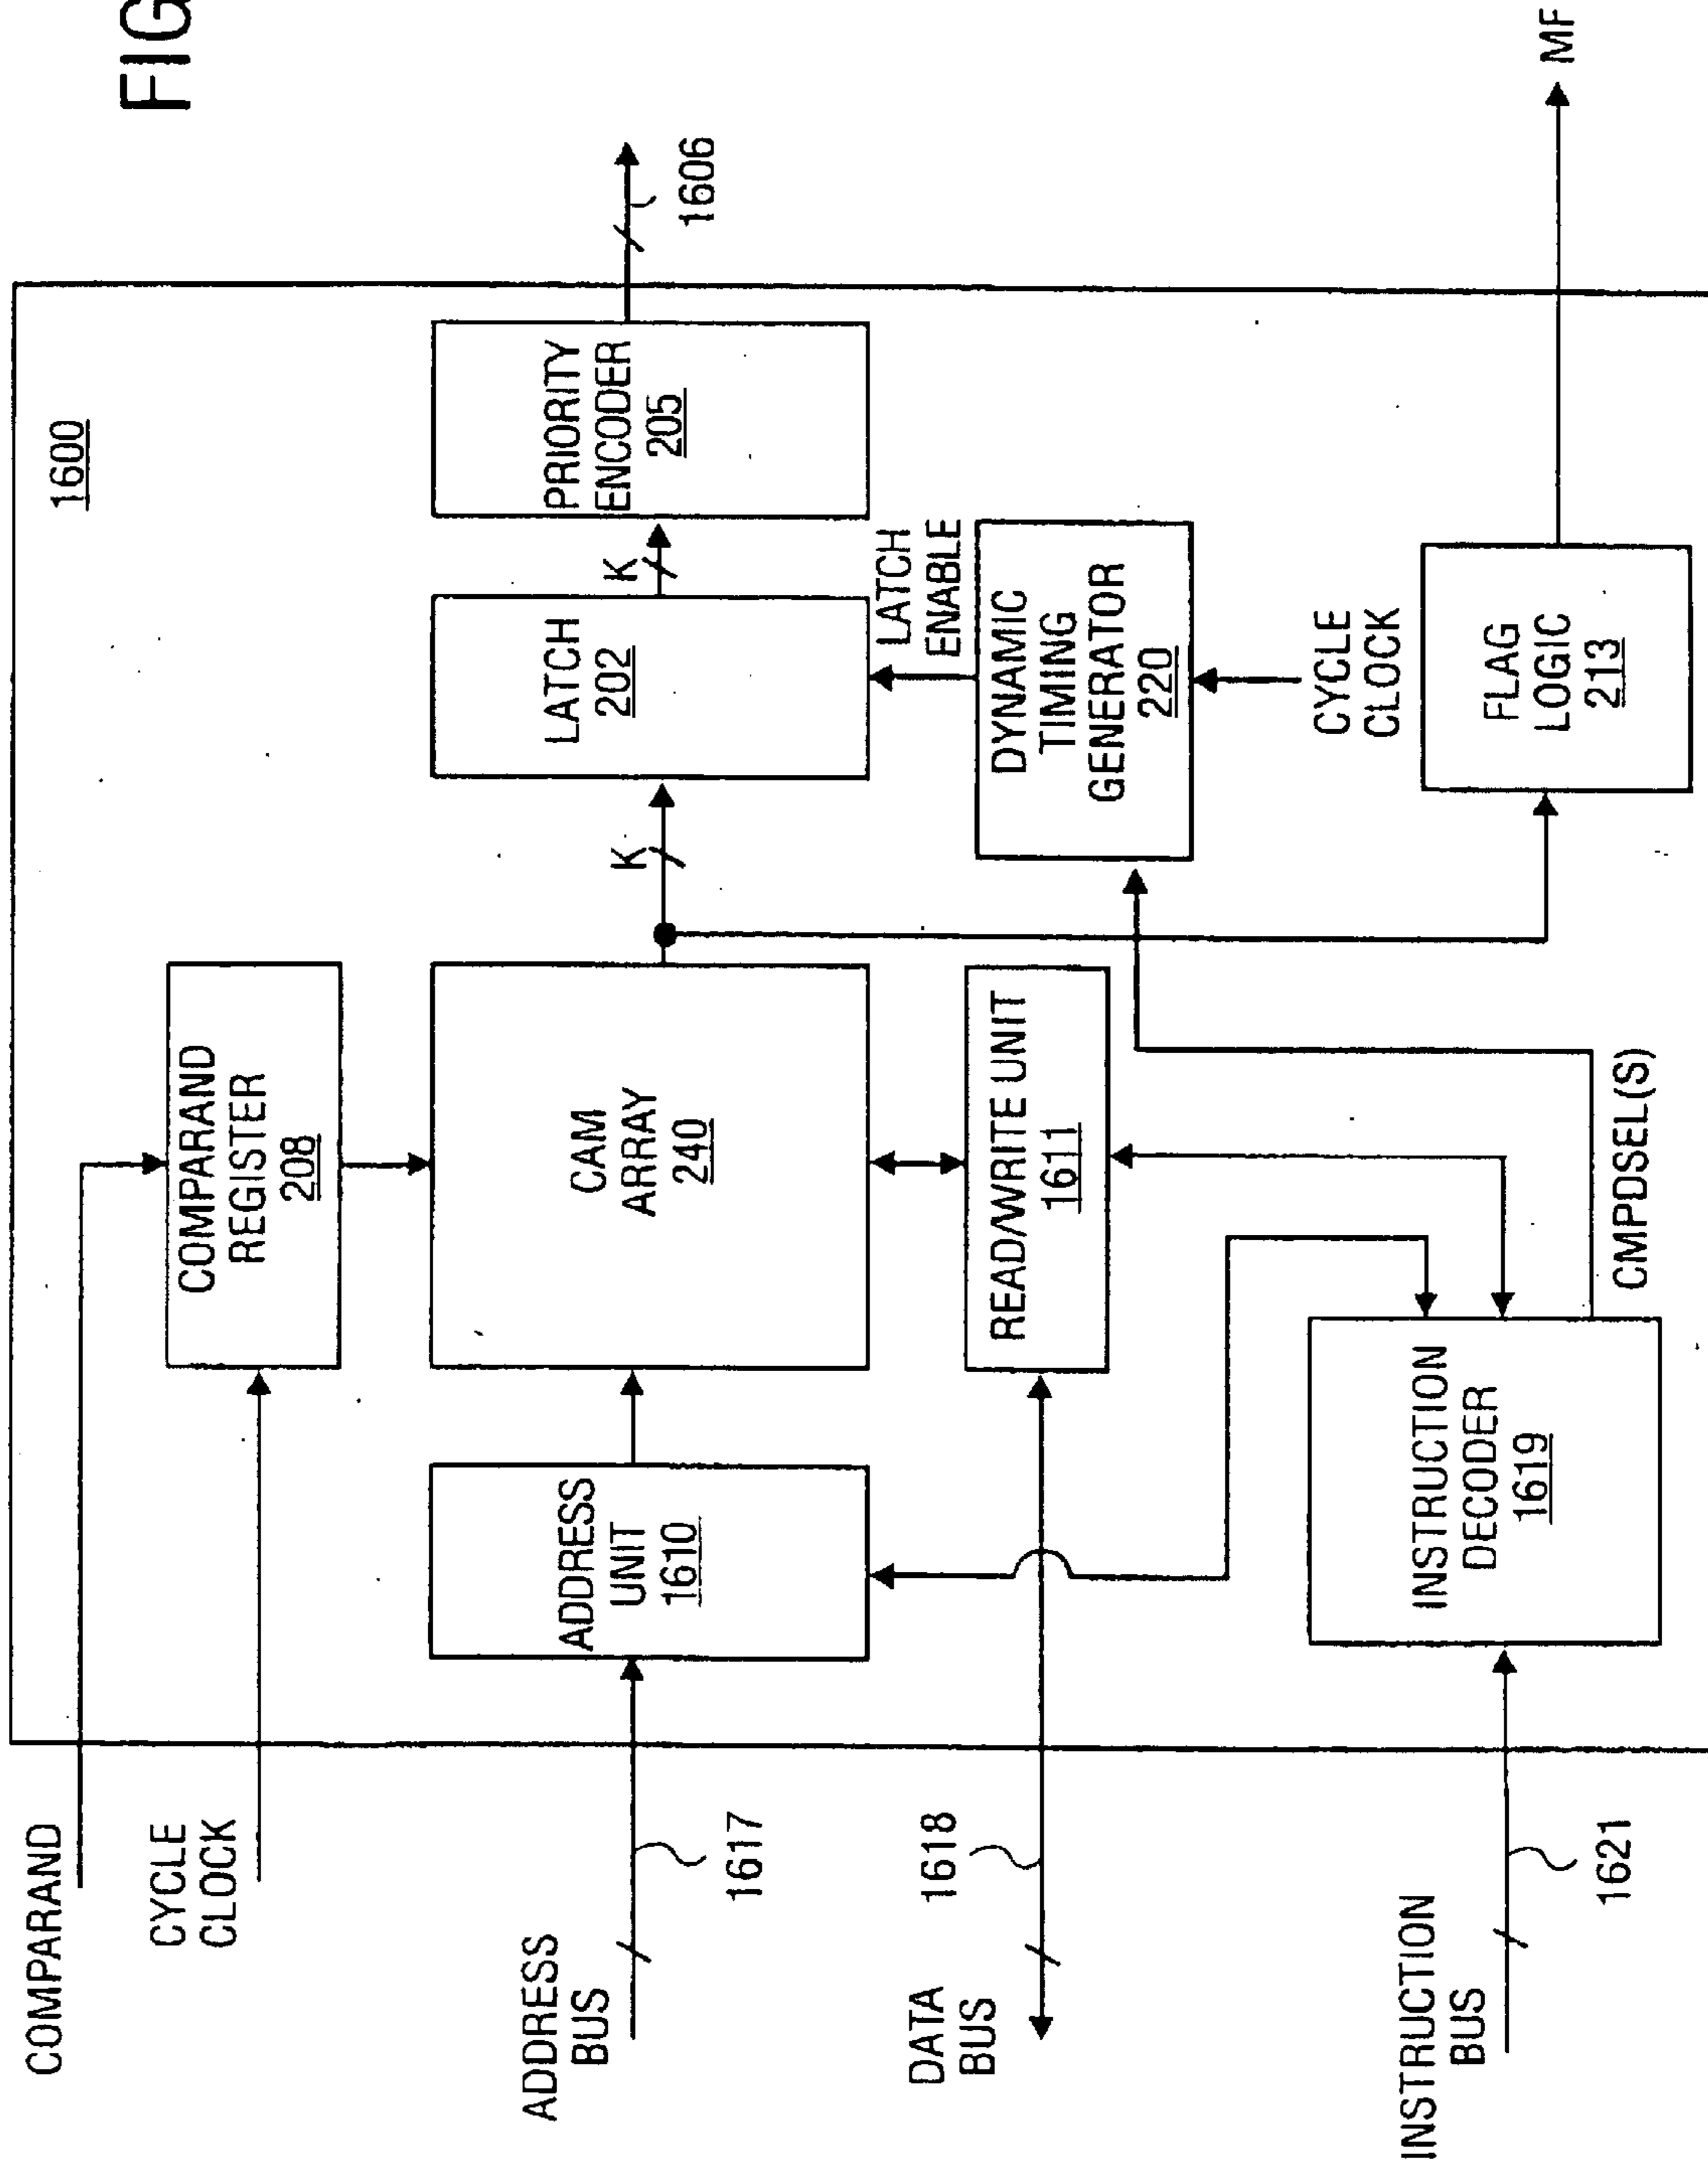 FIG
1600
COMPARAND
CYCLE
CLOCK
COMPARAND
REGISTER
208
ADDRESS
BUS
1617
ADDRESS
UNIT
1610
CAM
ARRAY
240
K
LATCH
202
K
PRIORITY
ENCODER
205
1606
LATCH
ENABLE
DATA
BUS
1618
READ/WRITE UNIT
1611
DYNAMIC
TIMING
GENERATOR
220
CYCLE
CLOCK
INSTRUCTION
BUS
1621
INSTRUCTION
DECODER
1619
CMPDSEL(S)
FLAG
LOGIC
213
MF